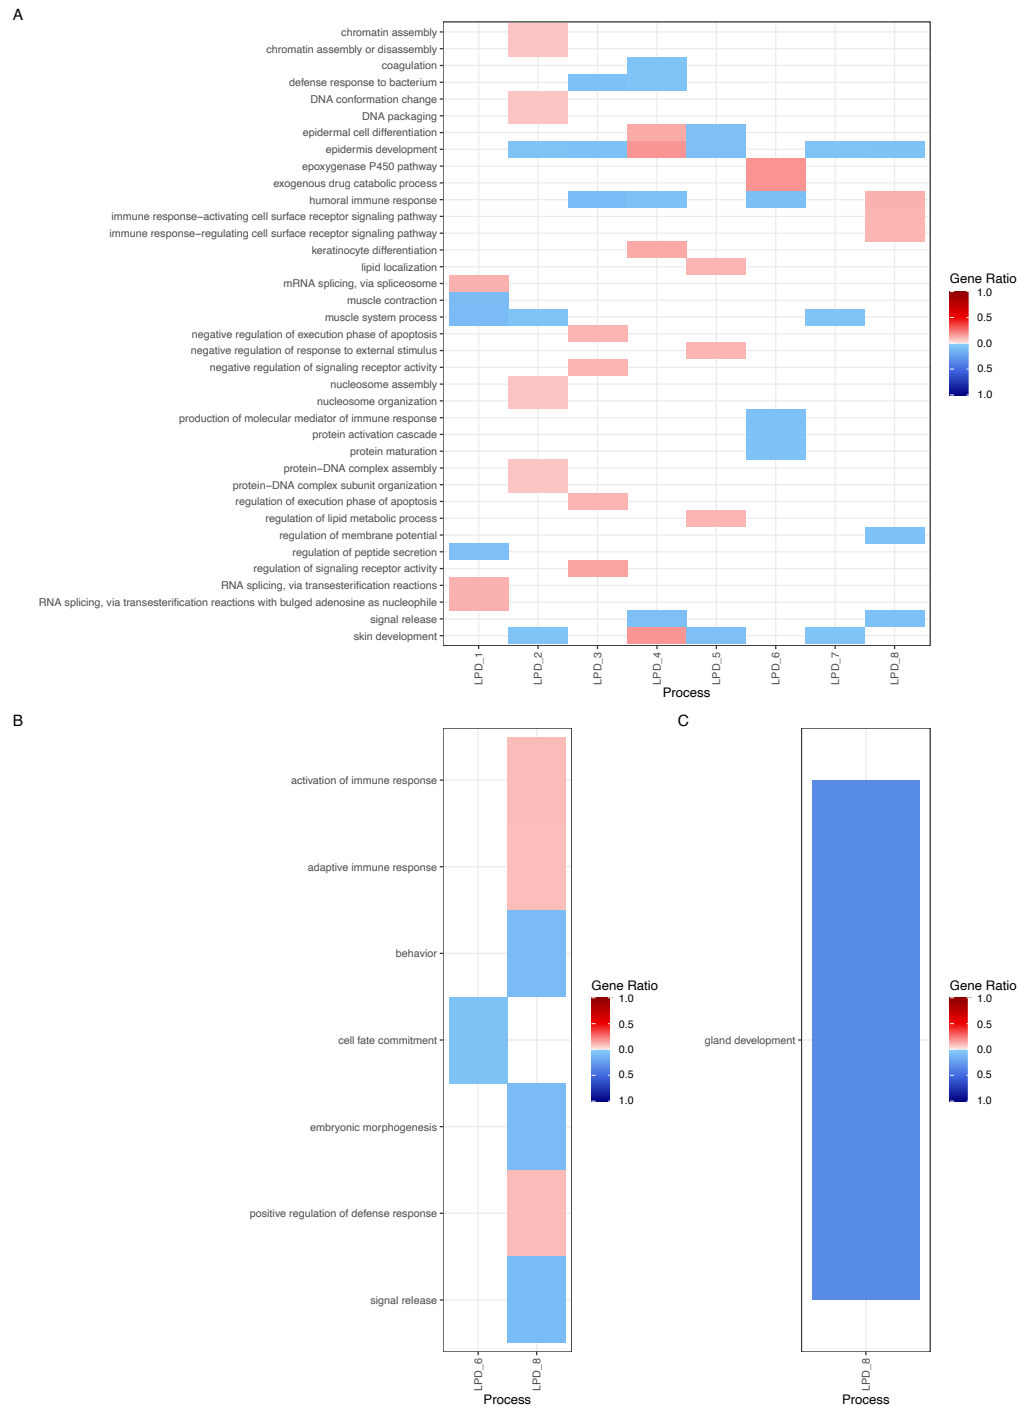 A
chromatin assembly
chromatin assembly or disassembly
coagulation
defense response to bacterium
DNA conformation change
DNA packaging
epidermal cell differentiation
epidermis development
epoxygenase P450 pathway
exogenous drug catabolic process
humoral immune response
immune response−activating cell surface receptor signaling pathway
immune response−regulating cell surface receptor signaling pathway
keratinocyte differentiation
lipid localization
mRNA splicing, via spliceosome
muscle contraction
muscle system process
negative regulation of execution phase of apoptosis
negative regulation of response to external stimulus
negative regulation of signaling receptor activity
nucleosome assembly
nucleosome organization
production of molecular mediator of immune response
protein activation cascade
protein maturation
protein−DNA complex assembly
protein−DNA complex subunit organization
regulation of execution phase of apoptosis
regulation of lipid metabolic process
regulation of membrane potential
regulation of peptide secretion
regulation of signaling receptor activity
RNA splicing, via transesterification reactions
RNA splicing, via transesterification reactions with bulged adenosine as nucleophile
signal release
skin development
LPD_1
LPD_2
LPD_3
LPD_4
LPD_5
LPD_6
LPD_7
LPD_8
Process
Gene Ratio
1.0
0.5
0.0
0.5
1.0
B
activation of immune response
adaptive immune response
behavior
cell fate commitment
embryonic morphogenesis
positive regulation of defense response
signal release
LPD_6
LPD_8
Process
Gene Ratio
1.0
0.5
0.0
0.5
1.0
C
gland development
LPD_8
Process
Gene Ratio
1.0
0.5
0.0
0.5
1.0